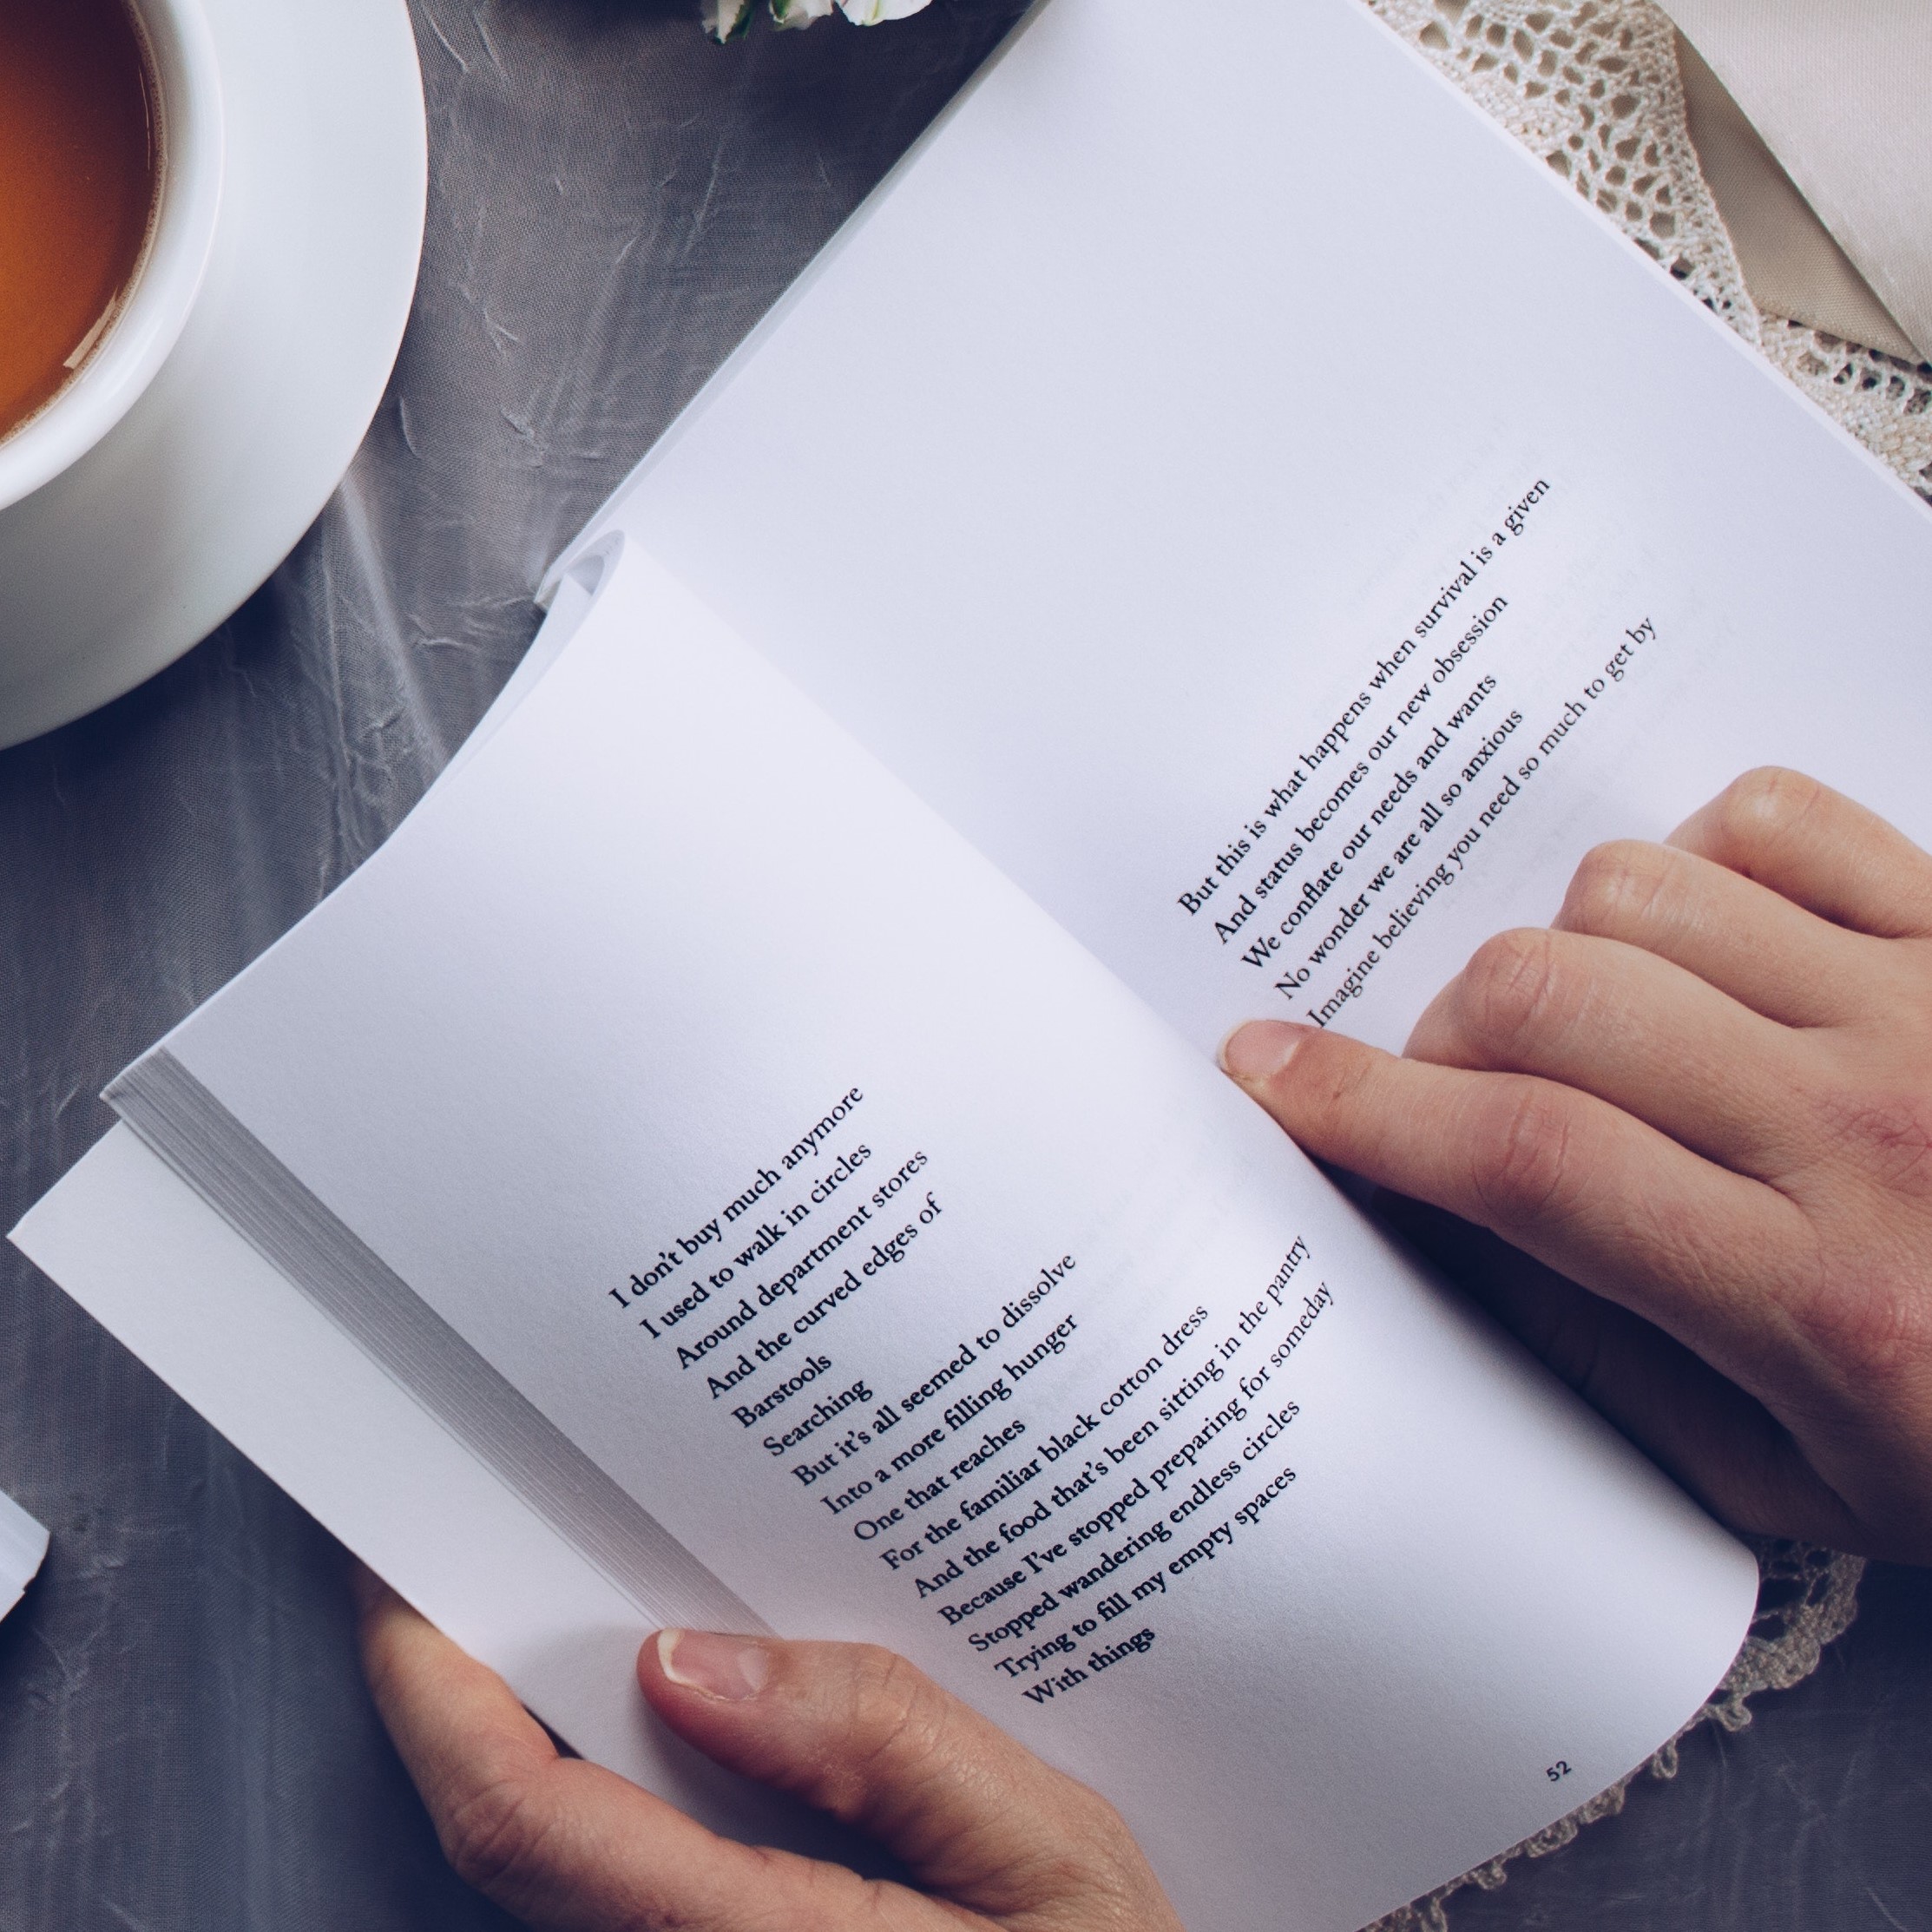 I don't buy much anymore
I used to walk in circles
Around department stores
And the curved edges of
Barstools
Searching
But it's all seemed to dissolve
Into a more filling hunger
One that reaches
For the familiar black cotton dress
And the food that's been sitting in the pantry
Because I've stopped preparing for someday
Stopped wandering endless circles
Trying to fill my empty spaces
With things
52
But this is what happens when survival is a given
And status becomes our new obsession
We conflate our needs and wants
No wonder we are all so anxious
Imagine believing you need so much to get by